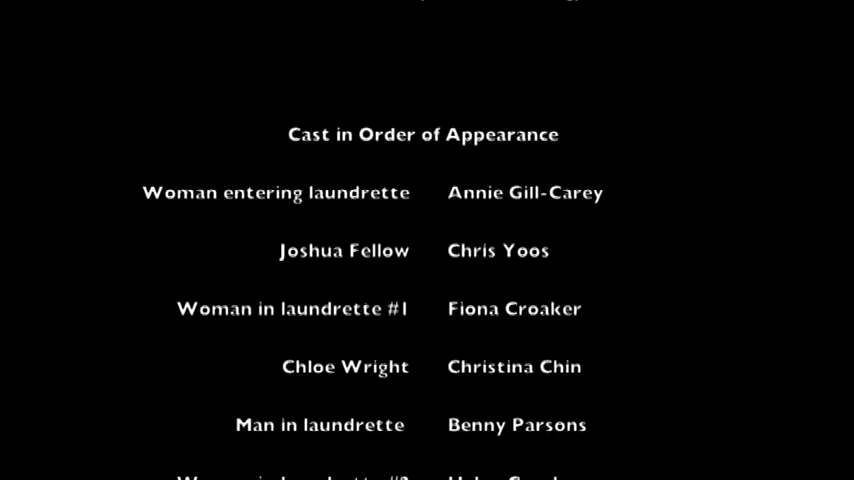 Cast in Order of Appearance
Woman entering laundrette Annie Gill-Carey
Joshua Fellow Chris Yoos
Woman in laundrette #1 Fiona Croaker
Chloe Wright Christina Chin
Man in laundrette Benny Parsons